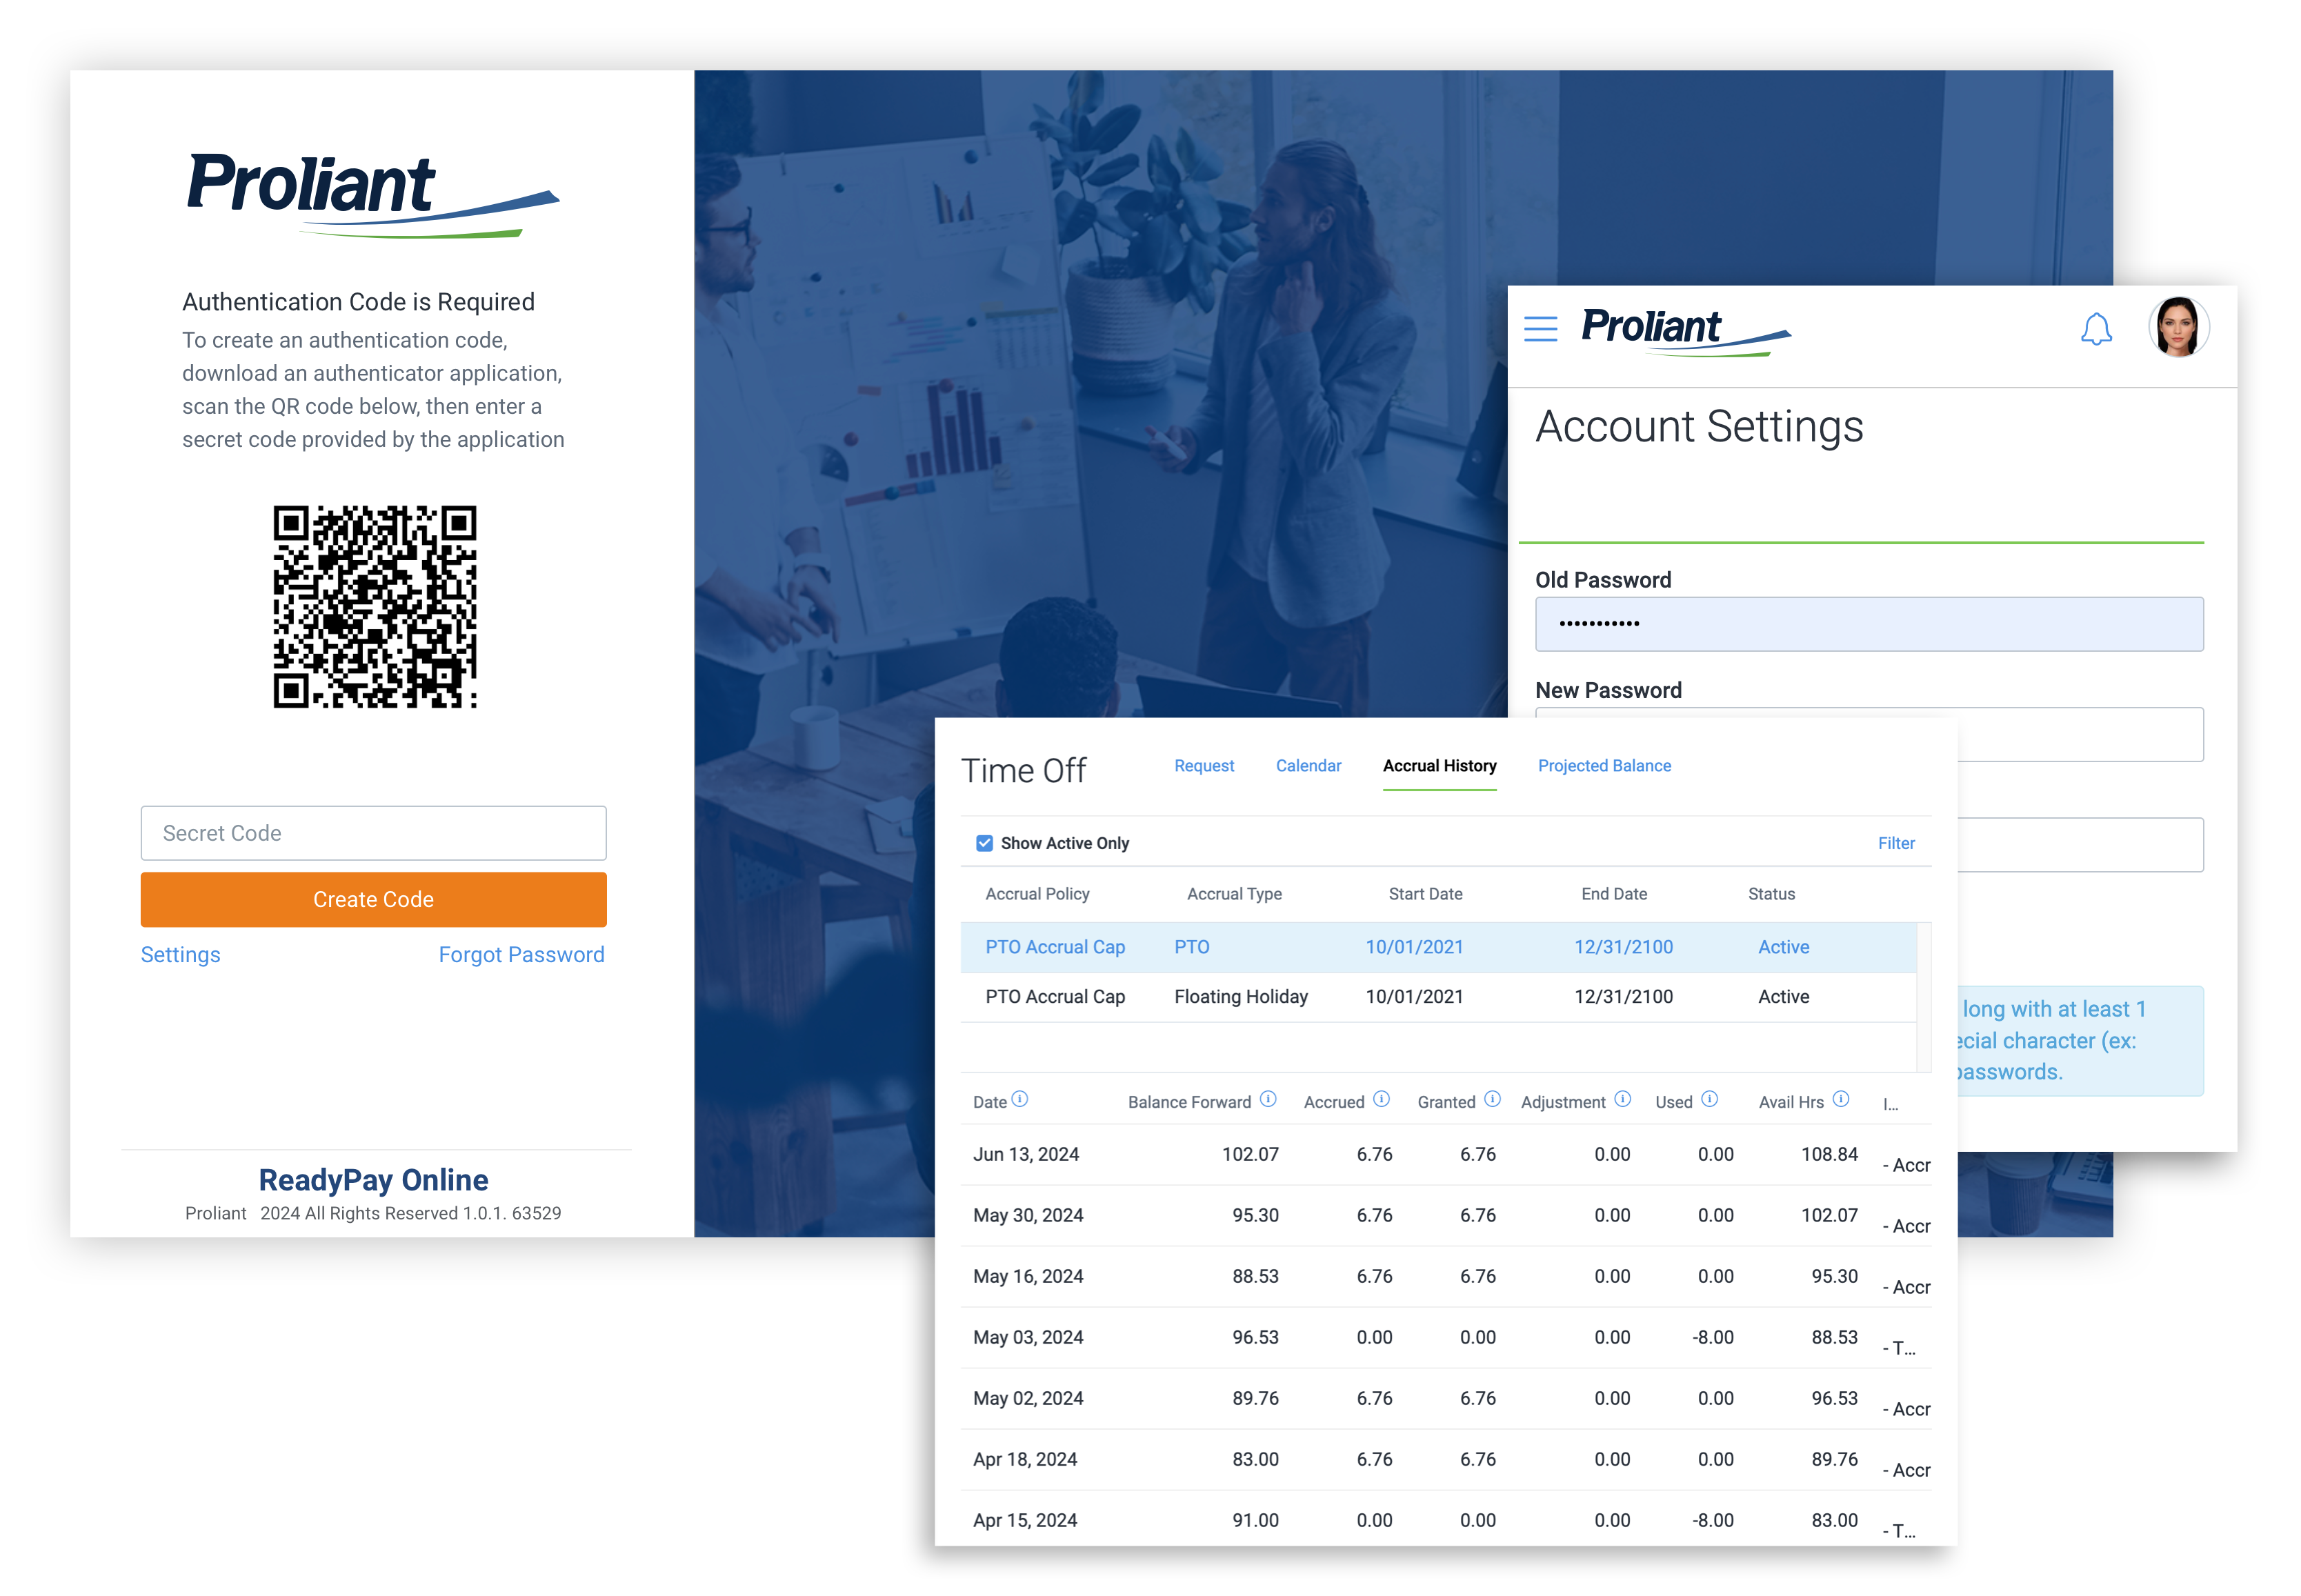 Proliant
Authentication Code is Required
To create an authentication code,
download an authenticator application,
scan the QR code below, then enter a
secret code provided by the application
Secret Code
Create Code
Settings
Forgot Password
ReadyPay Online
Proliant 2024 All Rights Reserved 1.0.1. 63529
Proliant
Account Settings
Old Password
•••••••••••
New Password
long with at least 1
ecial character (ex:
passwords.
Time Off
Request Calendar Accrual History Projected Balance
Show Active Only Filter
Accrual Policy Accrual Type Start Date End Date Status
PTO Accrual Cap PTO 10/01/2021 12/31/2100 Active
PTO Accrual Cap Floating Holiday 10/01/2021 12/31/2100 Active
Date Balance Forward Accrued Granted Adjustment Used Avail Hrs I...
Jun 13, 2024 102.07 6.76 6.76 0.00 0.00 108.84 - Accr
May 30, 2024 95.30 6.76 6.76 0.00 0.00 102.07 - Accr
May 16, 2024 88.53 6.76 6.76 0.00 0.00 95.30 - Accr
May 03, 2024 96.53 0.00 0.00 0.00 -8.00 88.53 - T...
May 02, 2024 89.76 6.76 6.76 0.00 0.00 96.53 - Accr
Apr 18, 2024 83.00 6.76 6.76 0.00 0.00 89.76 - Accr
Apr 15, 2024 91.00 0.00 0.00 0.00 -8.00 83.00 - T...